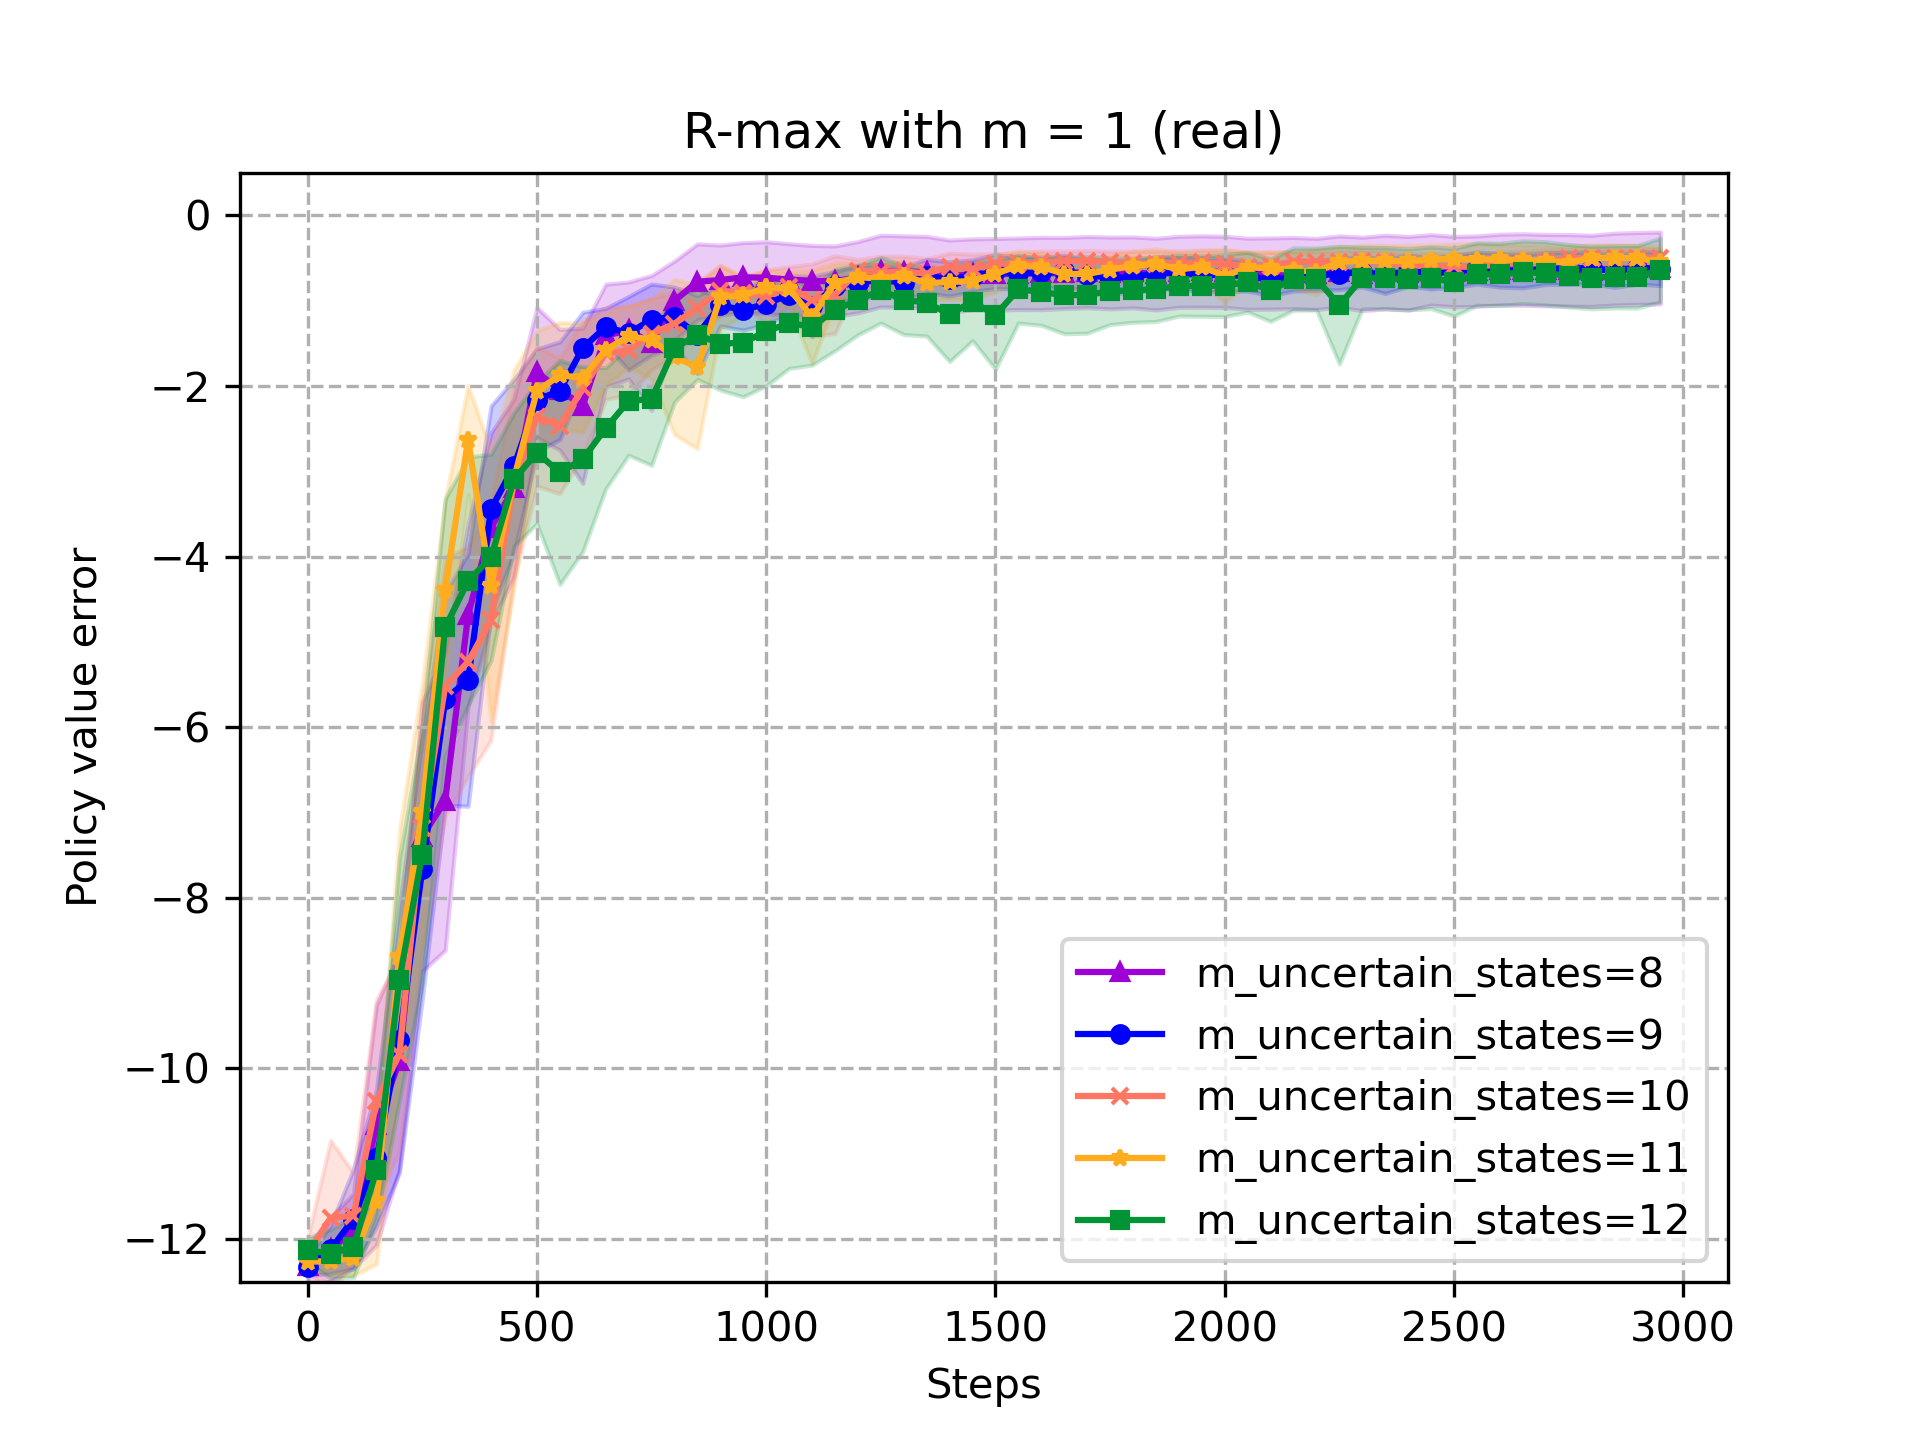 R-max with m = 1 (real)
Policy value error
0
−2
−4
−6
−8
−10
−12
m_uncertain_states=8
m_uncertain_states=9
m_uncertain_states=10
m_uncertain_states=11
m_uncertain_states=12
0 500 1000 1500 2000 2500 3000
Steps